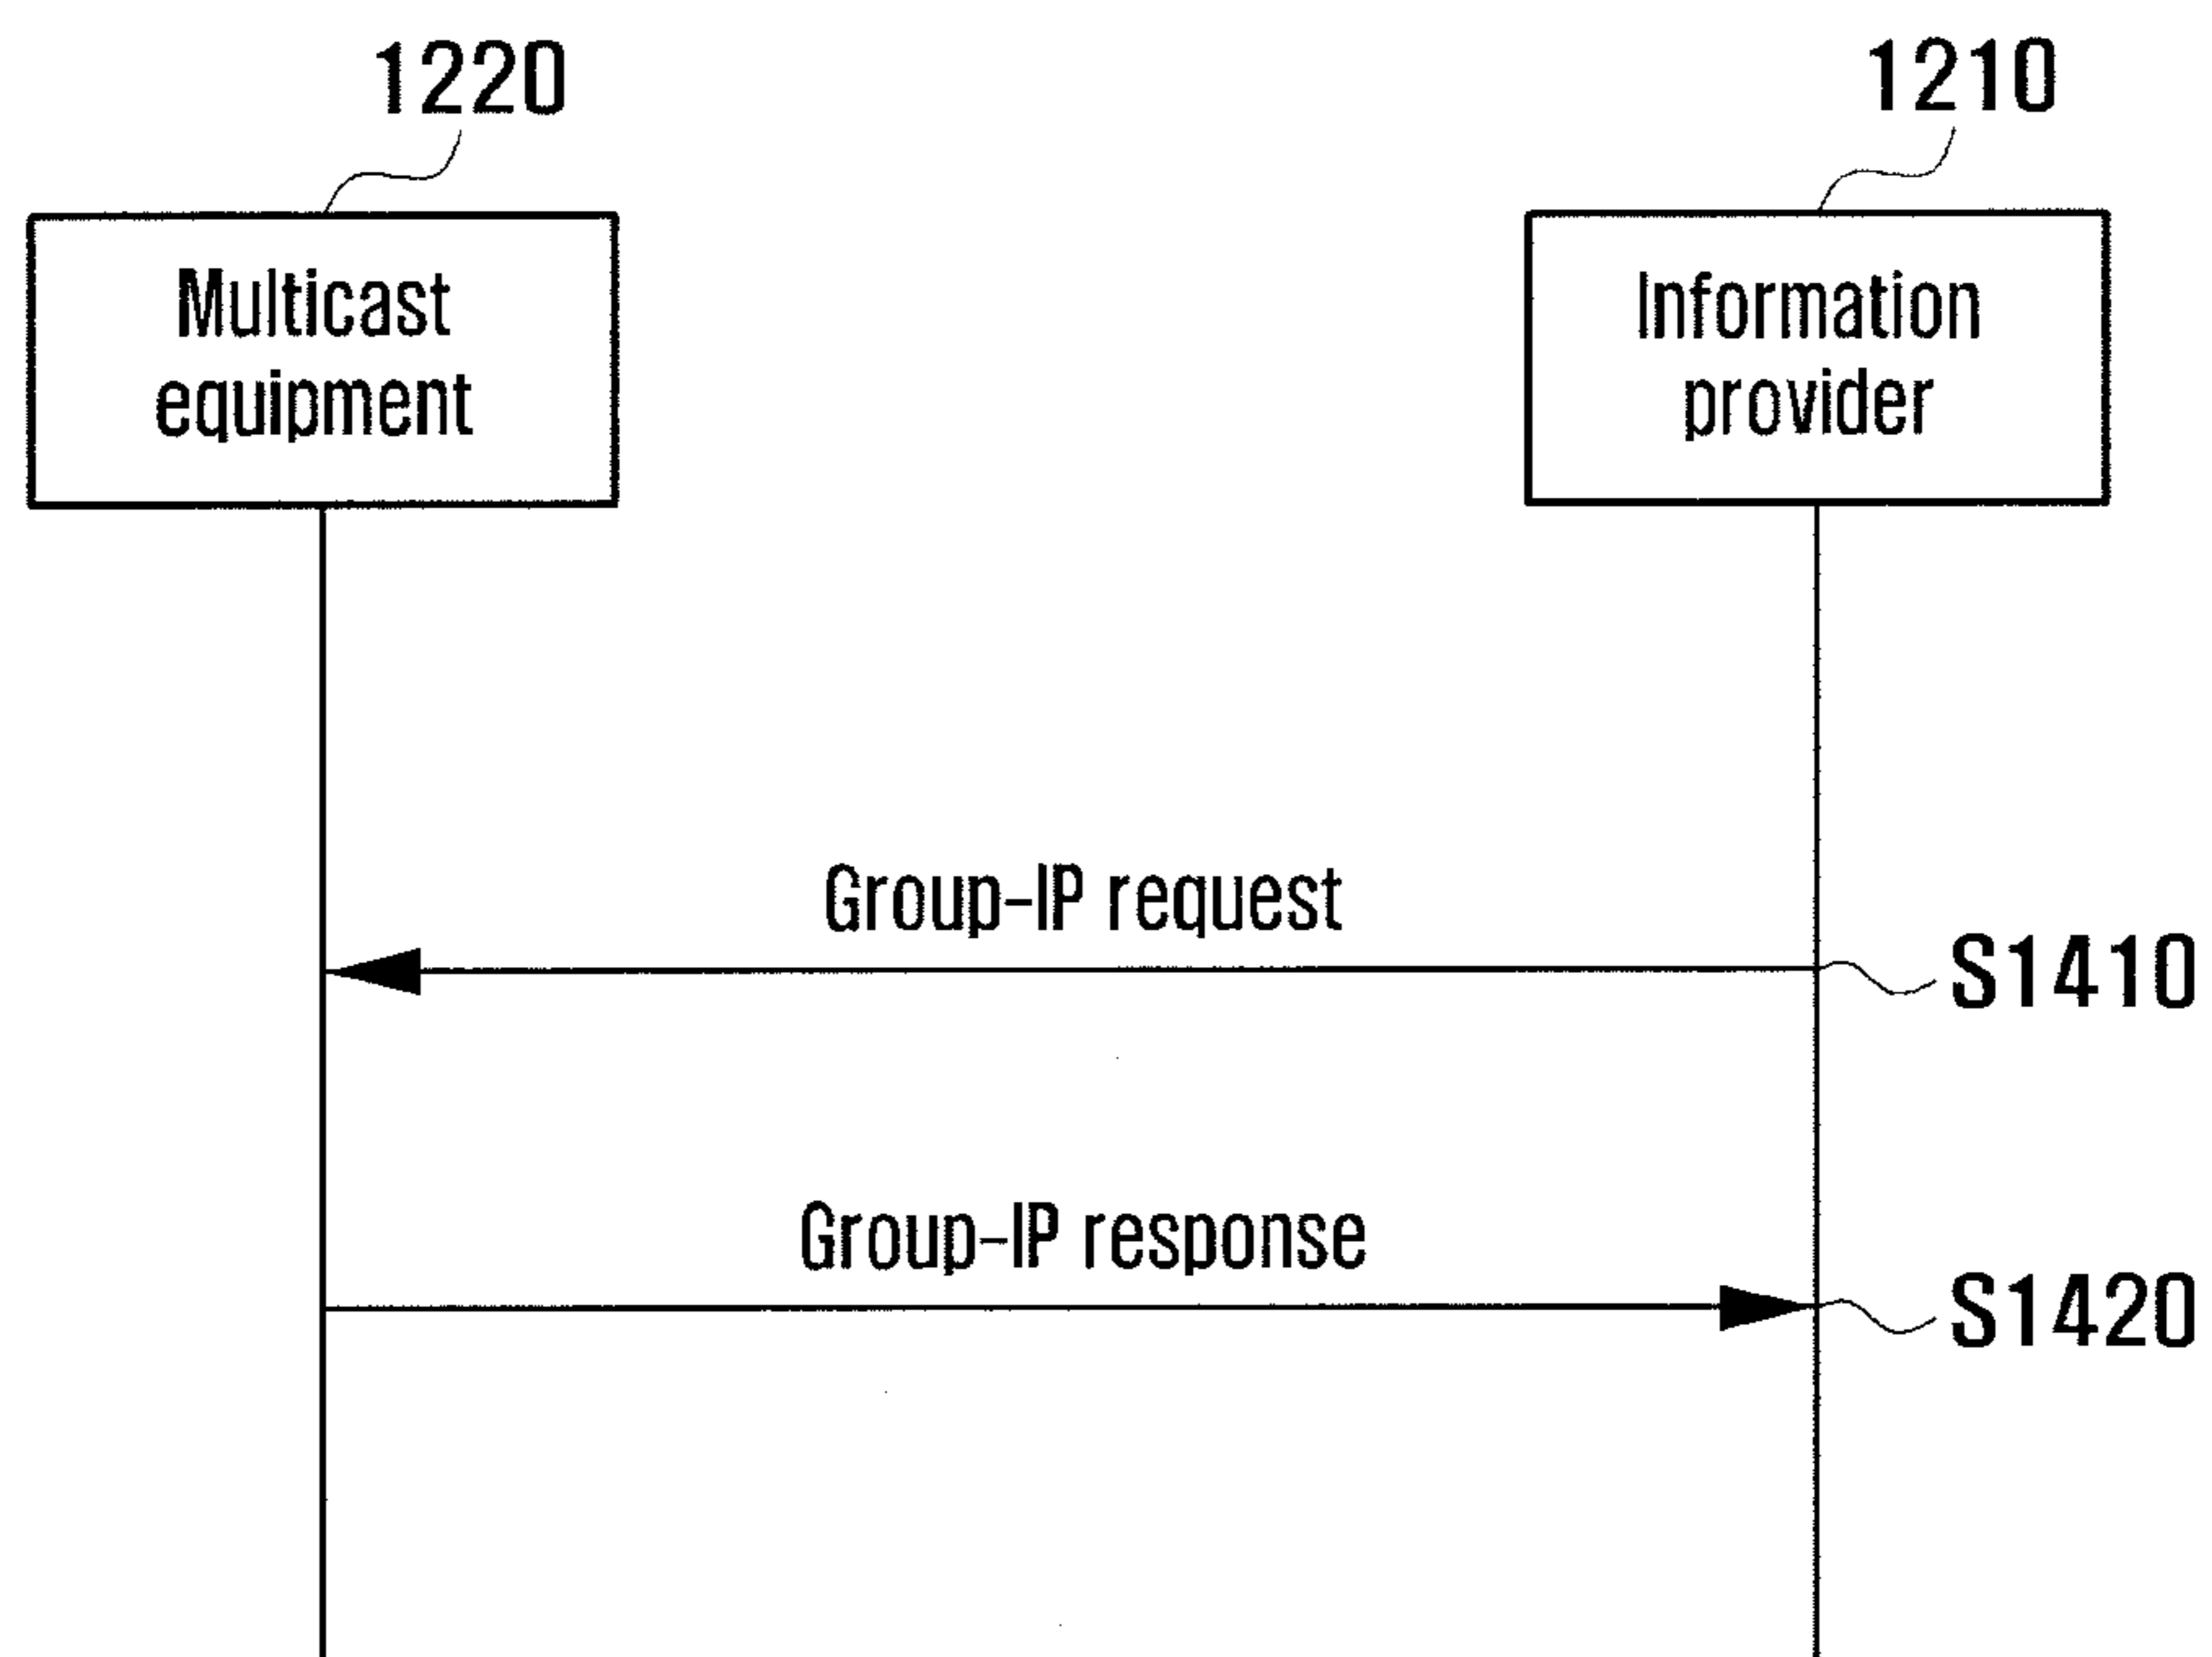 1220
1210
Multicast
equipment
Information
provider
Group-IP request
S1410
Group-IP response
S1420